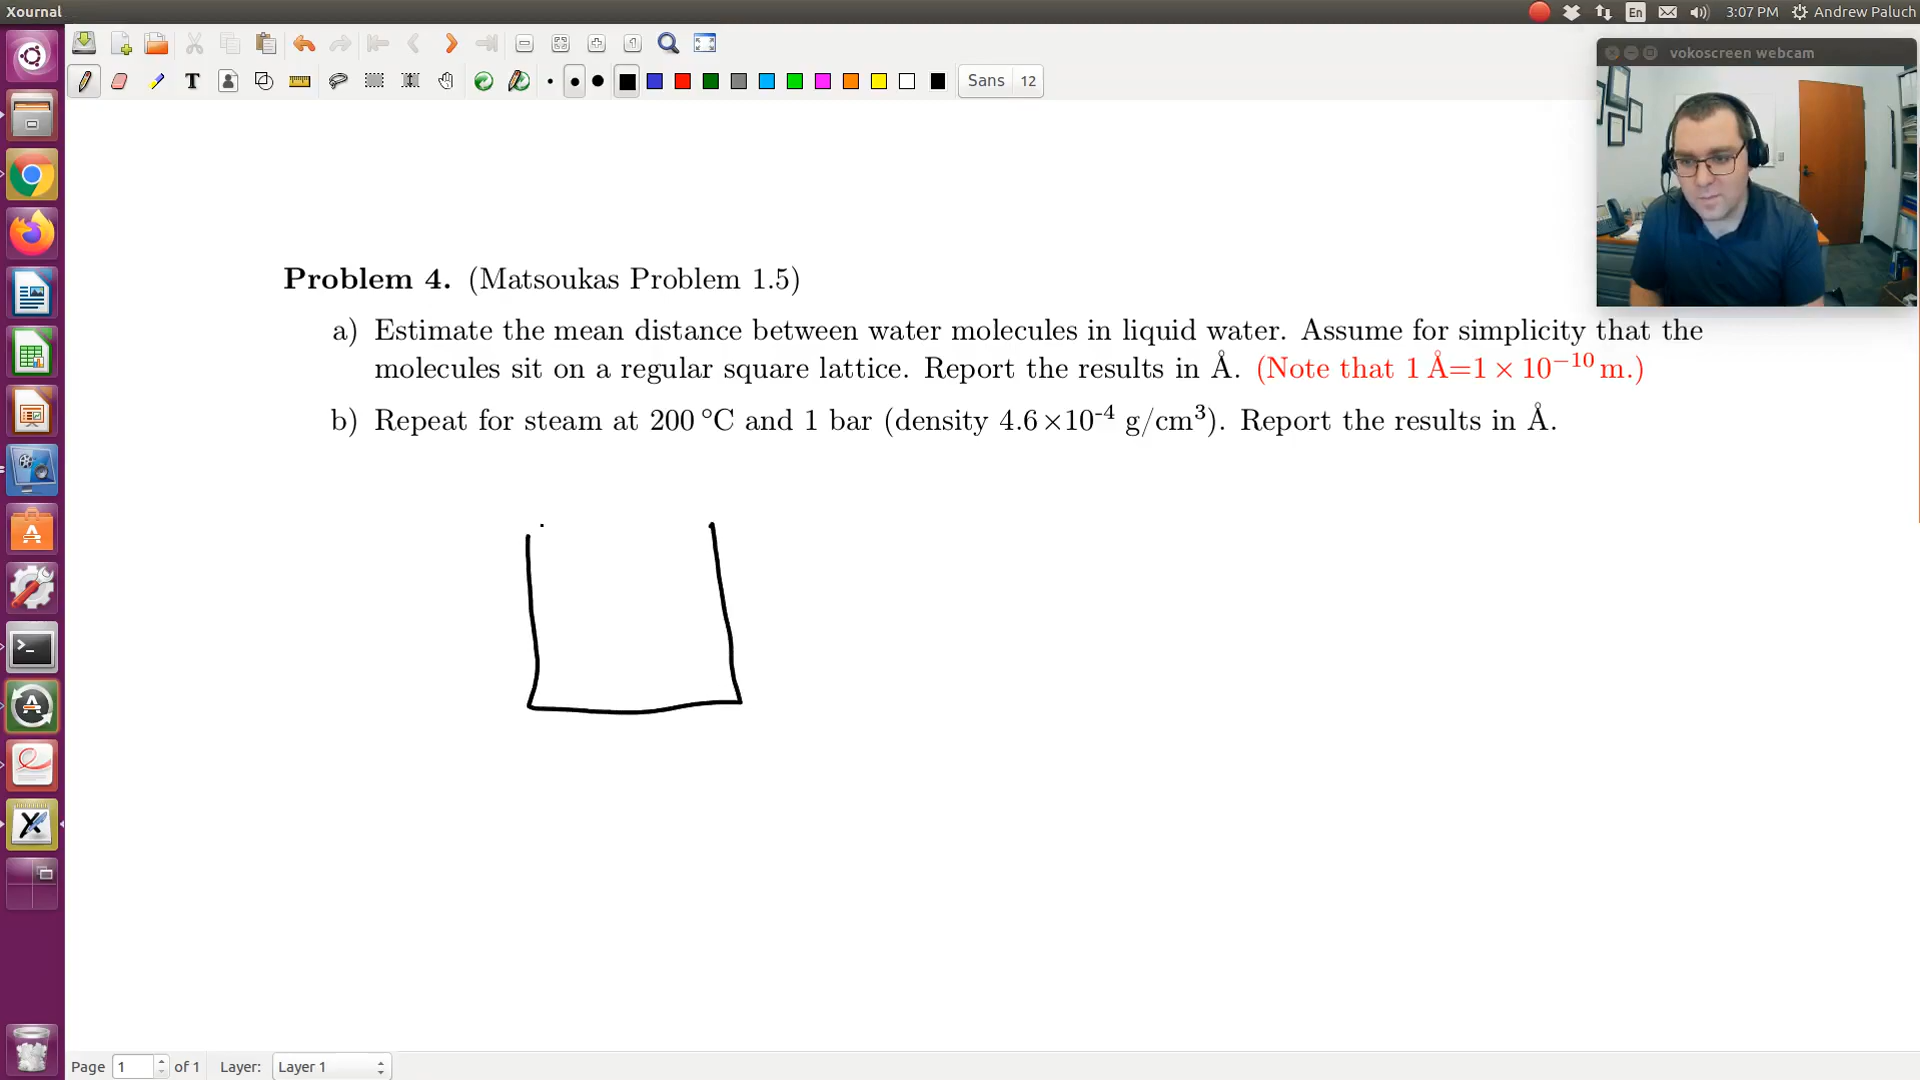 Xournal
En
3:07 PM
Andrew Paluch
vokoscreen webcam
Sans 12
Problem 4. (Matsoukas Problem 1.5)
a) Estimate the mean distance between water molecules in liquid water. Assume for simplicity that the
molecules sit on a regular square lattice. Report the results in Å. (Note that 1 Å=1 × 10⁻¹⁰ m.)
b) Repeat for steam at 200 °C and 1 bar (density 4.6×10⁻⁴ g/cm³). Report the results in Å.
Page 1 of 1 Layer: Layer 1